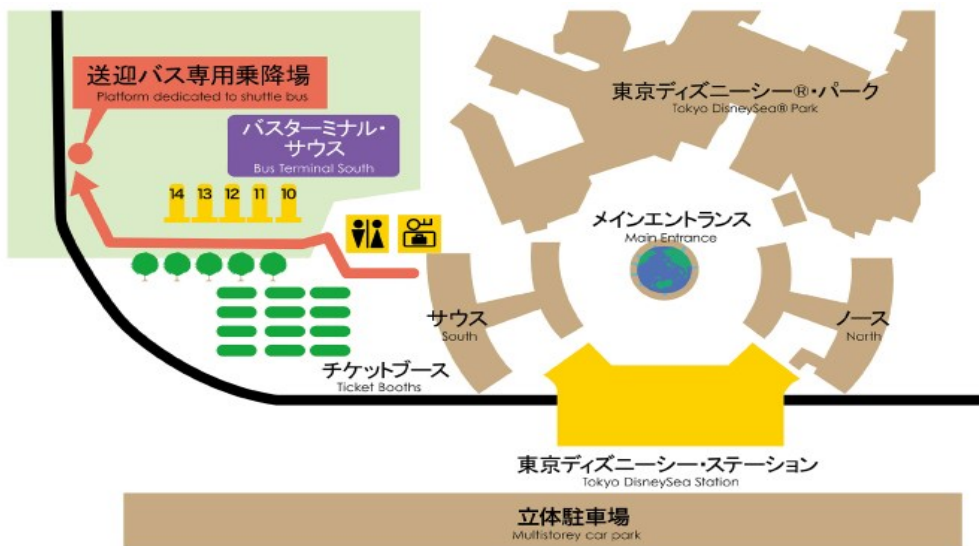 送迎バス専用乗降場
Platform dedicated to shuttle bus
バスターミナル・
サウス
Bus Terminal South
14 13 12 11 10
東京ディズニーシー®・パーク
Tokyo DisneySea® Park
メインエントランス
Main Entrance
サウス
South
ノース
North
チケットブース
Ticket Booths
東京ディズニーシー・ステーション
Tokyo DisneySea Station
立体駐車場
Multistorey car park